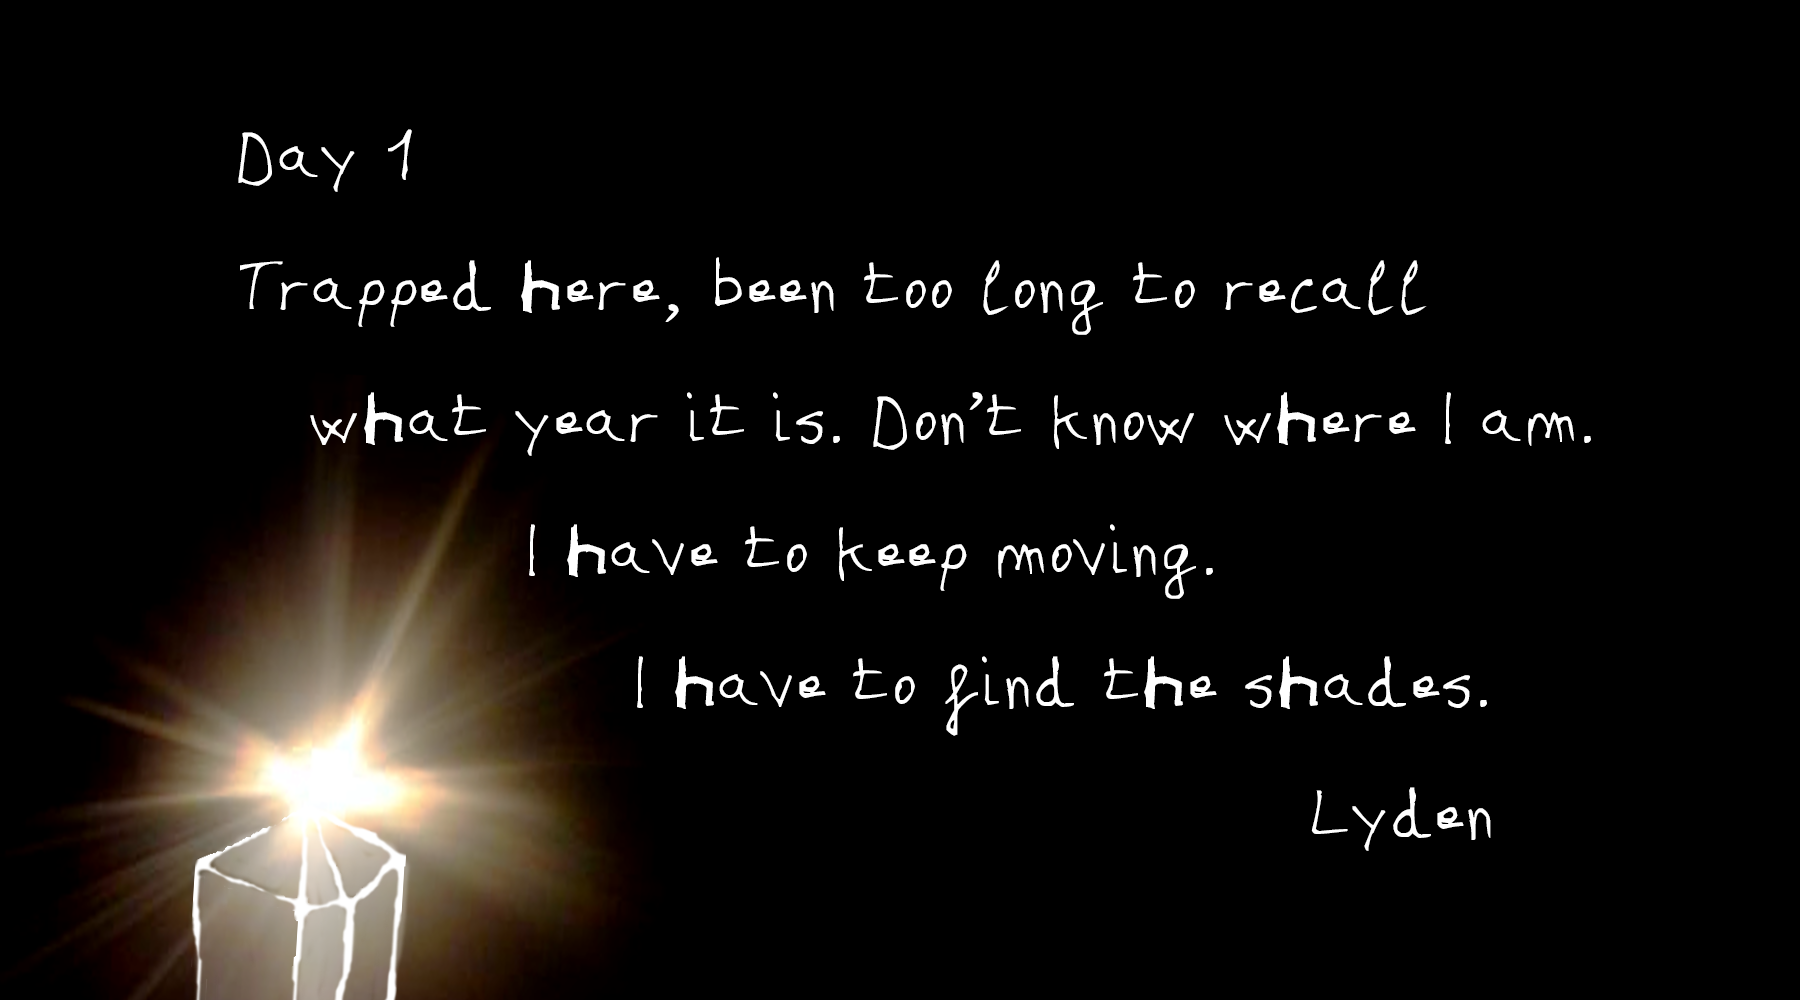 Day 1
Trapped here, been too long to recall
what year it is. Don't know where I am.
I have to keep moving.
I have to find the shades.
Lyden